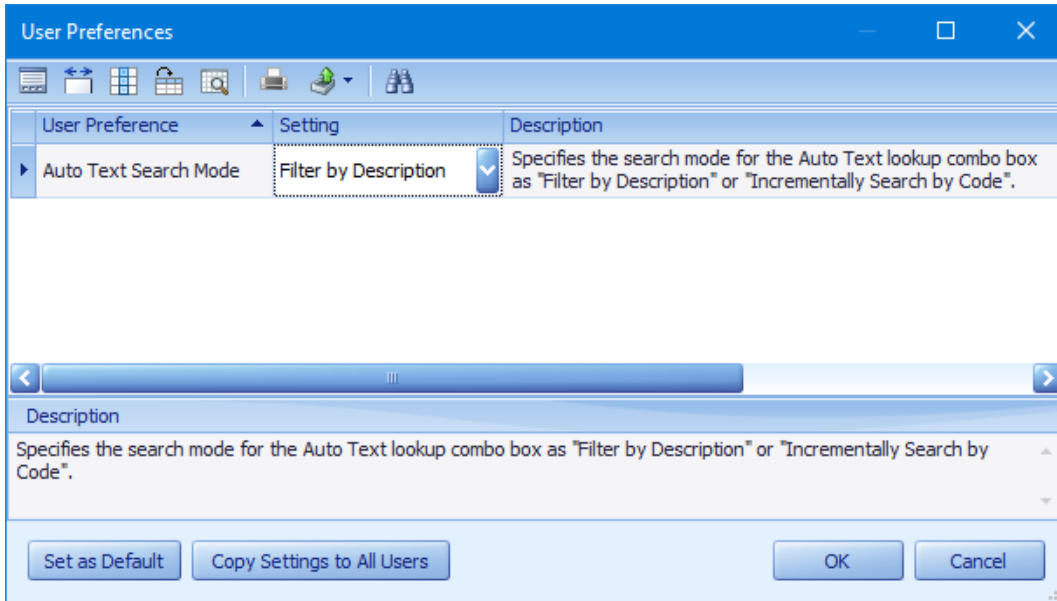 User Preferences
User Preference Setting Description
Auto Text Search Mode Filter by Description Specifies the search mode for the Auto Text lookup combo box
as "Filter by Description" or "Incrementally Search by Code".
Description
Specifies the search mode for the Auto Text lookup combo box as "Filter by Description" or "Incrementally Search by
Code".
Set as Default Copy Settings to All Users OK Cancel